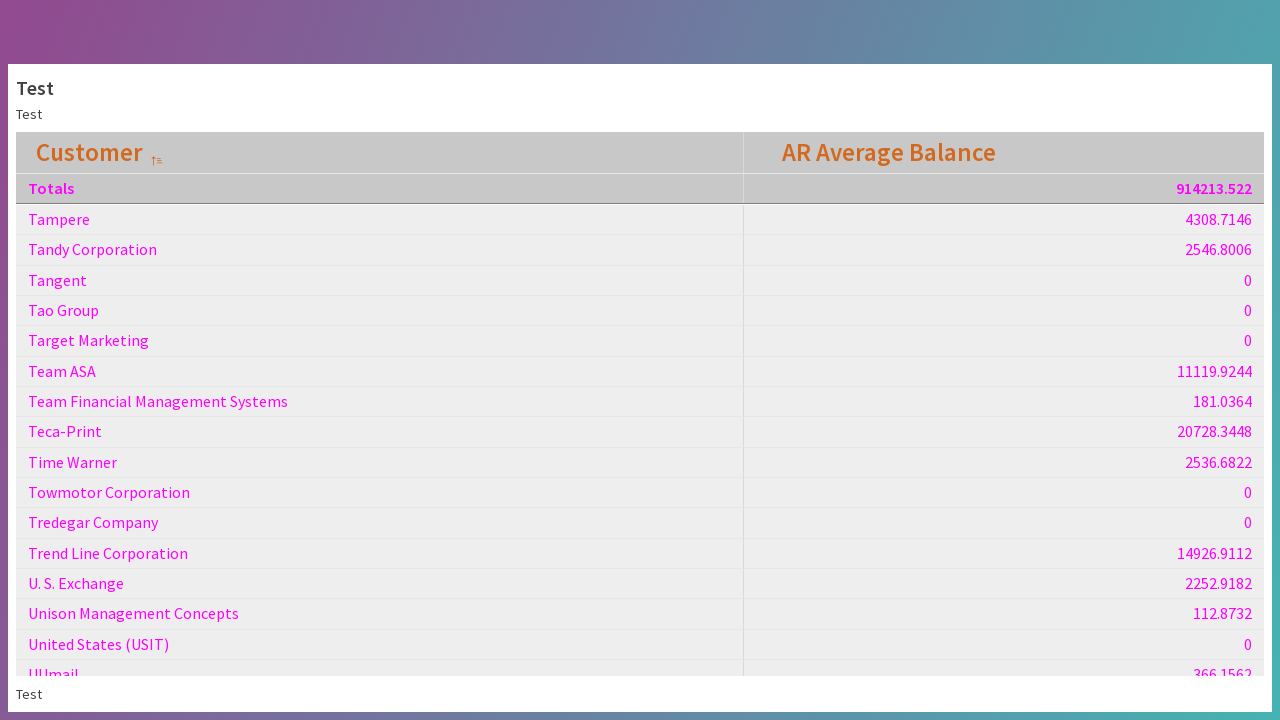 Test
Test
Customer AR Average Balance
Totals 914213.522
Tampere 4308.7146
Tandy Corporation 2546.8006
Tangent 0
Tao Group 0
Target Marketing 0
Team ASA 11119.9244
Team Financial Management Systems 181.0364
Teca-Print 20728.3448
Time Warner 2536.6822
Towmotor Corporation 0
Tredegar Company 0
Trend Line Corporation 14926.9112
U. S. Exchange 2252.9182
Unison Management Concepts 112.8732
United States (USIT) 0
UUmail 366.1562
Test